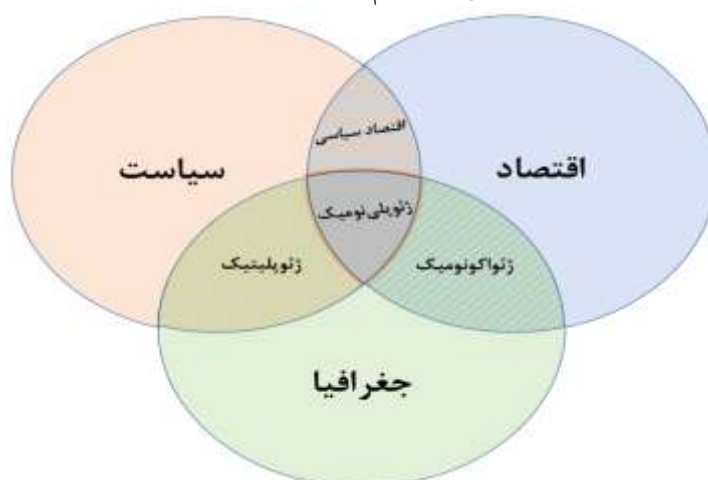 اقتصاد سیاسی
سیاست
اقتصاد
ژئوپلی‌نومیک
ژئوپلیتیک
ژئواکونومیک
جغرافیا